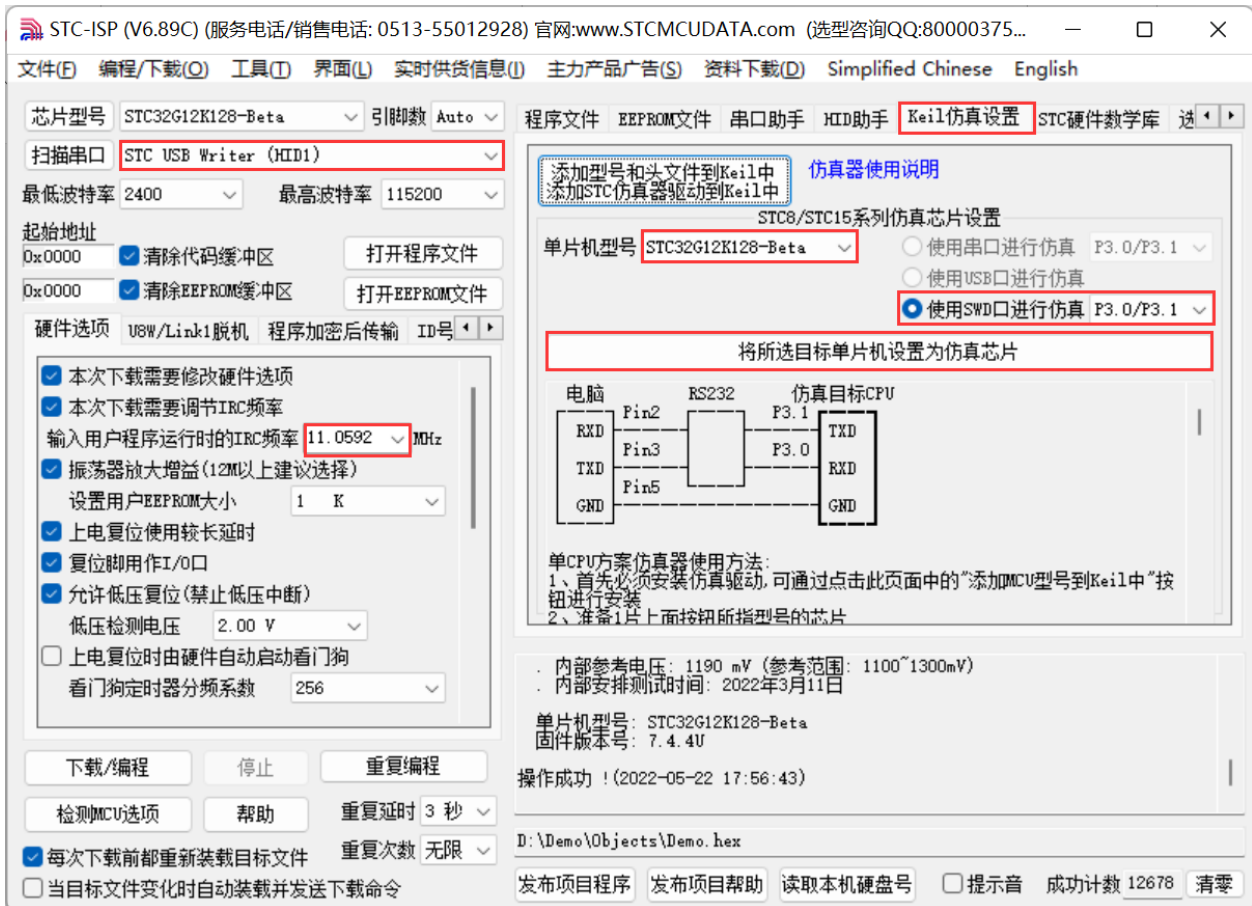 STC-ISP (V6.89C) (服务电话/销售电话: 0513-55012928) 官网:www.STCMCUDATA.com (选型咨询QQ:80000375...
文件(F) 编程/下载(O) 工具(T) 界面(L) 实时供货信息(I) 主力产品广告(S) 资料下载(D) Simplified Chinese English
芯片型号 STC32G12K128-Beta 引脚数 Auto
扫描串口 STC USB Writer (HID1)
最低波特率 2400 最高波特率 115200
起始地址
0x0000 清除代码缓冲区 打开程序文件
0x0000 清除EEPROM缓冲区 打开EEPROM文件
硬件选项 U8W/Link1脱机 程序加密后传输 ID号
本次下载需要修改硬件选项
本次下载需要调节IRC频率
输入用户程序运行时的IRC频率 11.0592 MHz
振荡器放大增益(12M以上建议选择)
设置用户EEPROM大小 1 K
上电复位使用较长延时
复位脚用作I/O口
允许低压复位(禁止低压中断)
低压检测电压 2.00 V
上电复位时由硬件自动启动看门狗
看门狗定时器分频系数 256
下载/编程 停止 重复编程
检测MCU选项 帮助 重复延时 3 秒
每次下载前都重新装载目标文件 重复次数 无限
当目标文件变化时自动装载并发送下载命令
程序文件 EEPROM文件 串口助手 HID助手 Keil仿真设置 STC硬件数学库 选
添加型号和头文件到Keil中
添加STC仿真器驱动到Keil中
仿真器使用说明
STC8/STC15系列仿真芯片设置
单片机型号 STC32G12K128-Beta 使用串口进行仿真 P3.0/P3.1
使用USB口进行仿真
使用SWD口进行仿真 P3.0/P3.1
将所选目标单片机设置为仿真芯片
电脑 RS232 仿真目标CPU
Pin2 P3.1
RXD TXD
Pin3 P3.0
TXD RXD
Pin5
GND GND
单CPU方案仿真器使用方法:
1、首先必须安装仿真驱动,可通过点击此页面中的"添加MCU型号到Keil中"按
钮进行安装
2、准备1片上面按钮所指型号的芯片
. 内部参考电压: 1190 mV (参考范围: 1100~1300mV)
. 内部安排测试时间: 2022年3月11日
单片机型号: STC32G12K128-Beta
固件版本号: 7.4.4U
操作成功 !(2022-05-22 17:56:43)
D:\Demo\Objects\Demo.hex
发布项目程序 发布项目帮助 读取本机硬盘号 提示音 成功计数 12678 清零